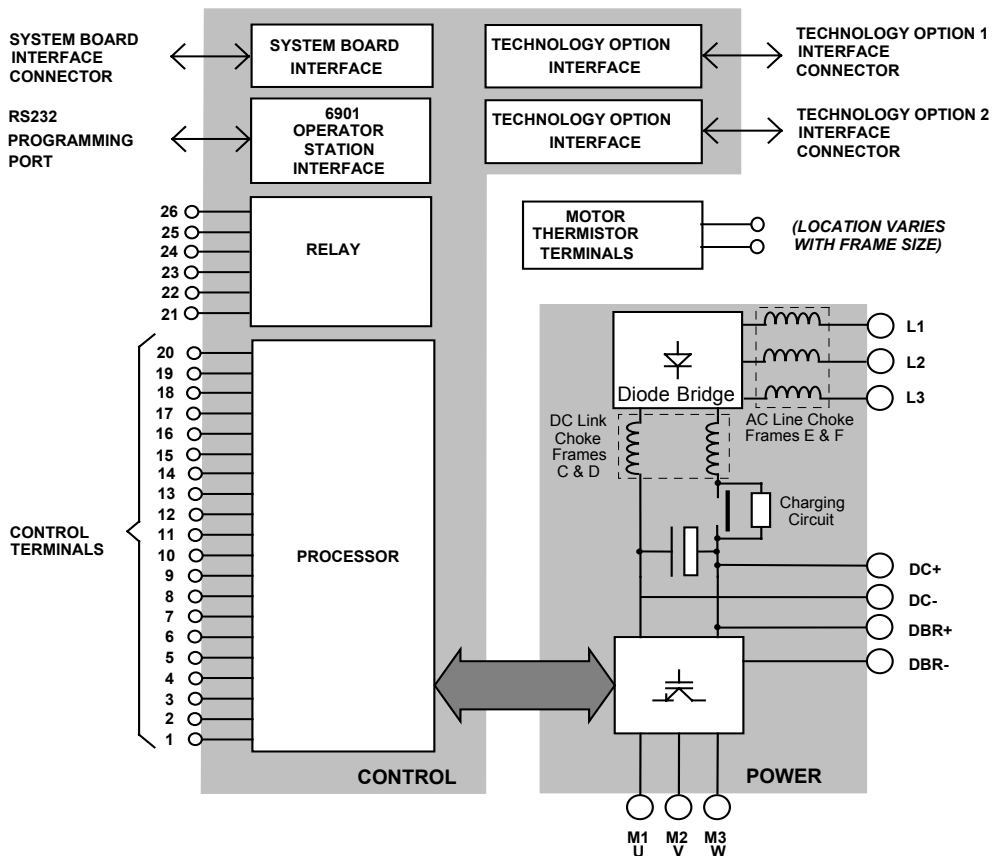 SYSTEM BOARD
INTERFACE
CONNECTOR
SYSTEM BOARD
INTERFACE
TECHNOLOGY OPTION
INTERFACE
TECHNOLOGY OPTION 1
INTERFACE
CONNECTOR
RS232
PROGRAMMING
PORT
6901
OPERATOR
STATION
INTERFACE
TECHNOLOGY OPTION
INTERFACE
TECHNOLOGY OPTION 2
INTERFACE
CONNECTOR
26
25
24
23
22
21
RELAY
MOTOR
THERMISTOR
TERMINALS
(LOCATION VARIES
WITH FRAME SIZE)
CONTROL
TERMINALS
20
19
18
17
16
15
14
13
12
11
10
9
8
7
6
5
4
3
2
1
PROCESSOR
CONTROL
Diode Bridge
L1
L2
L3
DC Link
Choke
Frames
C & D
AC Line Choke
Frames E & F
Charging
Circuit
DC+
DC-
DBR+
DBR-
POWER
M1 M2 M3
U V W